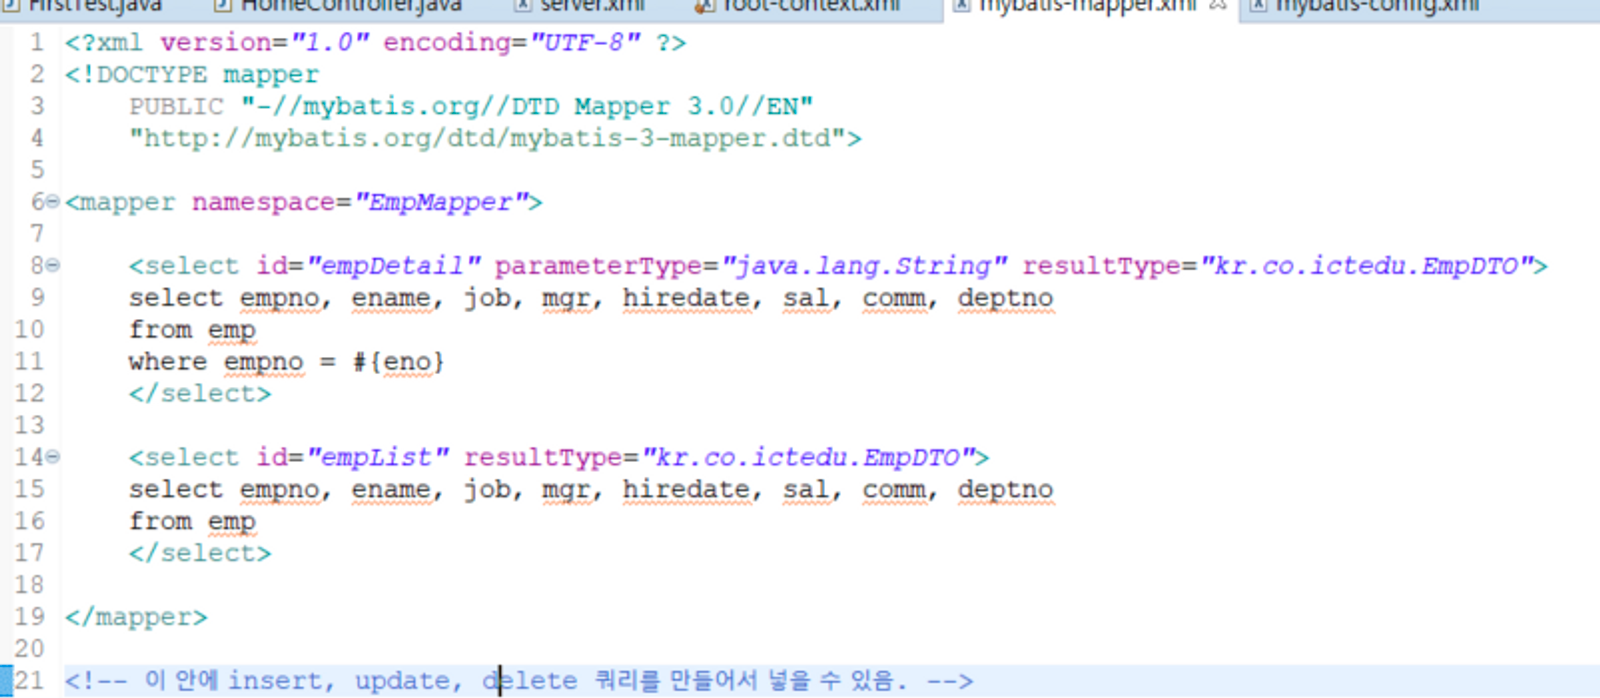 FirstTest.java HomeController.java server.xml root-context.xml mybatis-mapper.xml mybatis-config.xml
1 <?xml version="1.0" encoding="UTF-8" ?>
2 <!DOCTYPE mapper
3 PUBLIC "-//mybatis.org//DTD Mapper 3.0//EN"
4 "http://mybatis.org/dtd/mybatis-3-mapper.dtd">
5
6 <mapper namespace="EmpMapper">
7
8 <select id="empDetail" parameterType="java.lang.String" resultType="kr.co.ictedu.EmpDTO">
9 select empno, ename, job, mgr, hiredate, sal, comm, deptno
10 from emp
11 where empno = #{eno}
12 </select>
13
14 <select id="empList" resultType="kr.co.ictedu.EmpDTO">
15 select empno, ename, job, mgr, hiredate, sal, comm, deptno
16 from emp
17 </select>
18
19 </mapper>
20
21 <!-- 이 안에 insert, update, delete 쿼리를 만들어서 넣을 수 있음. -->